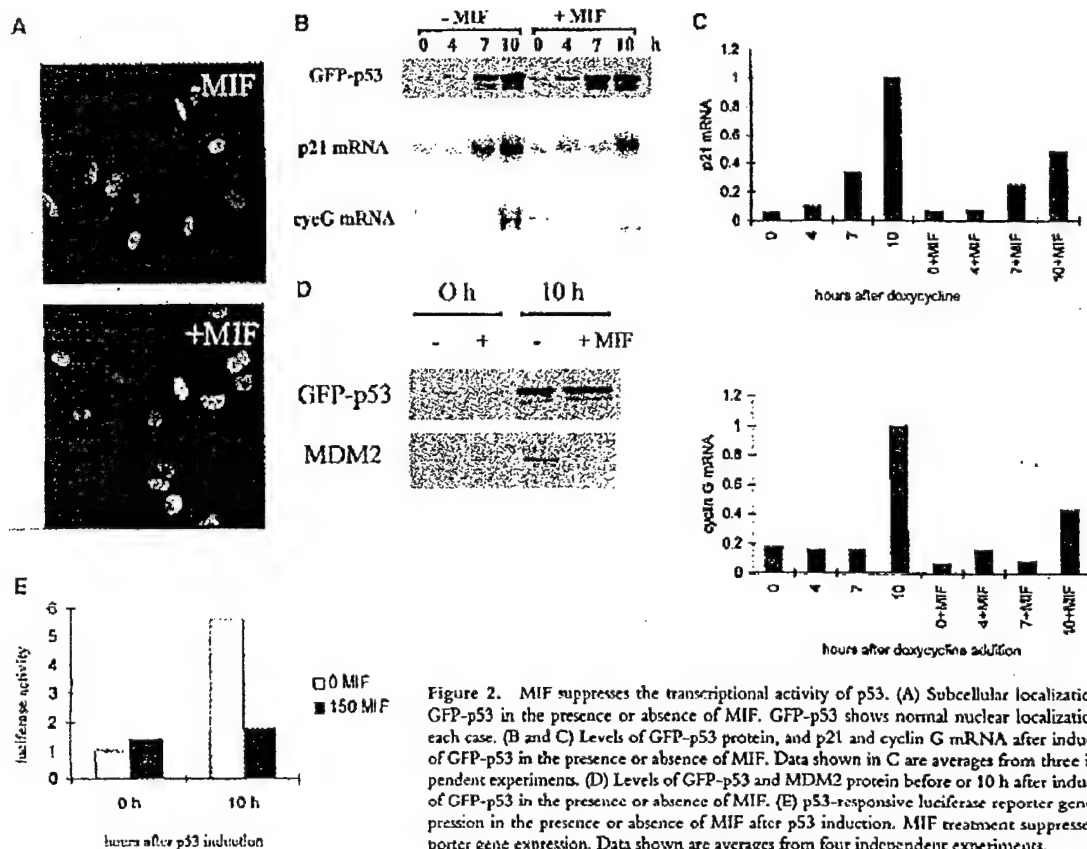 A
-MIF
+MIF
B
- MIF + MIF
0 4 7 10 0 4 7 10 h
GFP-p53
p21 mRNA
cycG mRNA
C
1.2
1
0.8
0.6
0.4
0.2
0
p21 mRNA
0 4 7 10 0+MIF 4+MIF 7+MIF 10+MIF
hours after doxycycline
D
0 h 10 h
- + - + MIF
GFP-p53
MDM2
1.2
1
0.8
0.6
0.4
0.2
0
cyclin G mRNA
0 4 7 10 0+MIF 4+MIF 7+MIF 10+MIF
hours after doxycycline addition
E
6
5
4
3
2
1
0
luciferase activity
0 h 10 h
hours after p53 induction
0 MIF
150 MIF
Figure 2. MIF suppresses the transcriptional activity of p53. (A) Subcellular localizatio
GFP-p53 in the presence or absence of MIF. GFP-p53 shows normal nuclear localizatio
each case. (B and C) Levels of GFP-p53 protein, and p21 and cyclin G mRNA after induc
of GFP-p53 in the presence or absence of MIF. Data shown in C are averages from three i
pendent experiments. (D) Levels of GFP-p53 and MDM2 protein before or 10 h after induc
of GFP-p53 in the presence or absence of MIF. (E) p53-responsive luciferase reporter gene
pression in the presence or absence of MIF after p53 induction. MIF treatment suppresse
porter gene expression. Data shown are averages from four independent experiments.